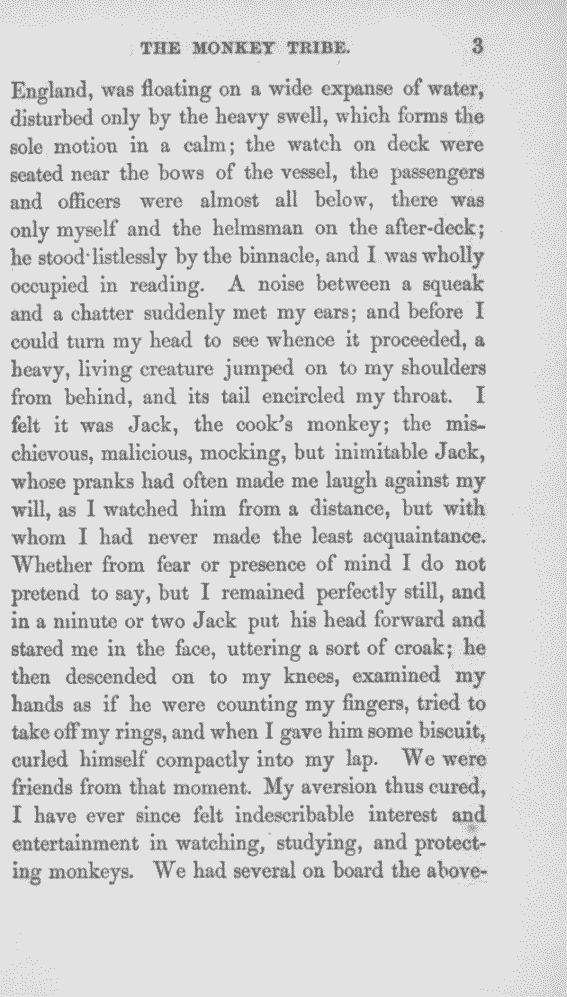 THE MONKEY TRIBE. 3
England, was floating on a wide expanse of water,
disturbed only by the heavy swell, which forms the
sole motion in a calm; the watch on deck were
seated near the bows of the vessel, the passengers
and officers were almost all below, there was
only myself and the helmsman on the after-deck;
he stood listlessly by the binnacle, and I was wholly
occupied in reading. A noise between a squeak
and a chatter suddenly met my ears; and before I
could turn my head to see whence it proceeded, a
heavy, living creature jumped on to my shoulders
from behind, and its tail encircled my throat. I
felt it was Jack, the cook's monkey; the mis-
chievous, malicious, mocking, but inimitable Jack,
whose pranks had often made me laugh against my
will, as I watched him from a distance, but with
whom I had never made the least acquaintance.
Whether from fear or presence of mind I do not
pretend to say, but I remained perfectly still, and
in a minute or two Jack put his head forward and
stared me in the face, uttering a sort of croak; he
then descended on to my knees, examined my
hands as if he were counting my fingers, tried to
take off my rings, and when I gave him some biscuit,
curled himself compactly into my lap. We were
friends from that moment. My aversion thus cured,
I have ever since felt indescribable interest and
entertainment in watching, studying, and protect-
ing monkeys. We had several on board the above-